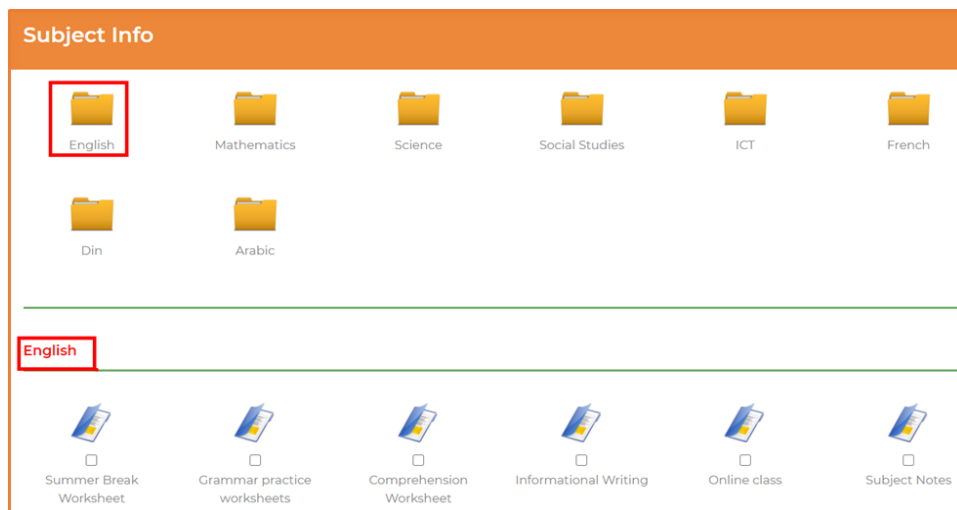 Subject Info
English Mathematics Science Social Studies ICT French
Din Arabic
English
Summer Break Grammar practice Comprehension Informational Writing Online class Subject Notes
Worksheet worksheets Worksheet